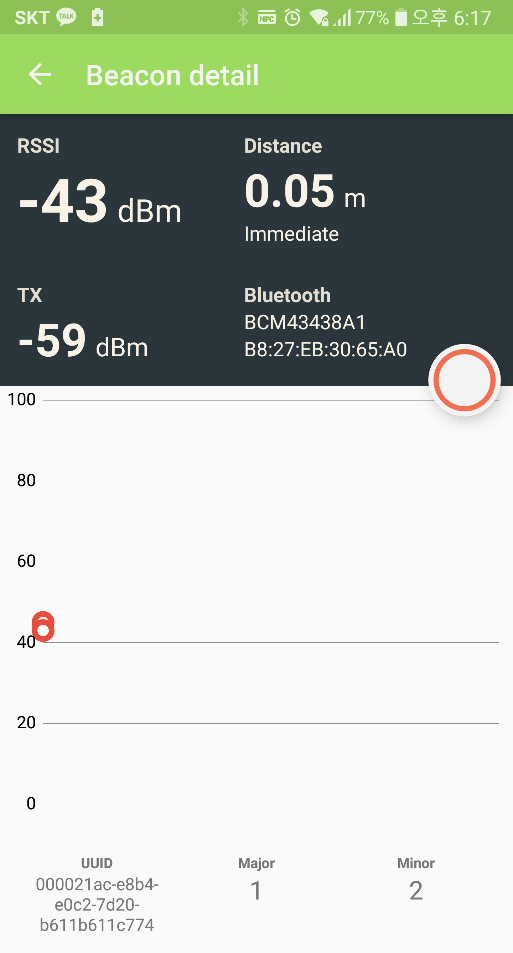 SKT TALK NFC 77% 오후 6:17
Beacon detail
RSSI
-43 dBm
Distance
0.05 m
Immediate
TX
-59 dBm
Bluetooth
BCM43438A1
B8:27:EB:30:65:A0
100
80
60
40
20
0
UUID
000021ac-e8b4-
e0c2-7d20-
b611b611c774
Major
1
Minor
2